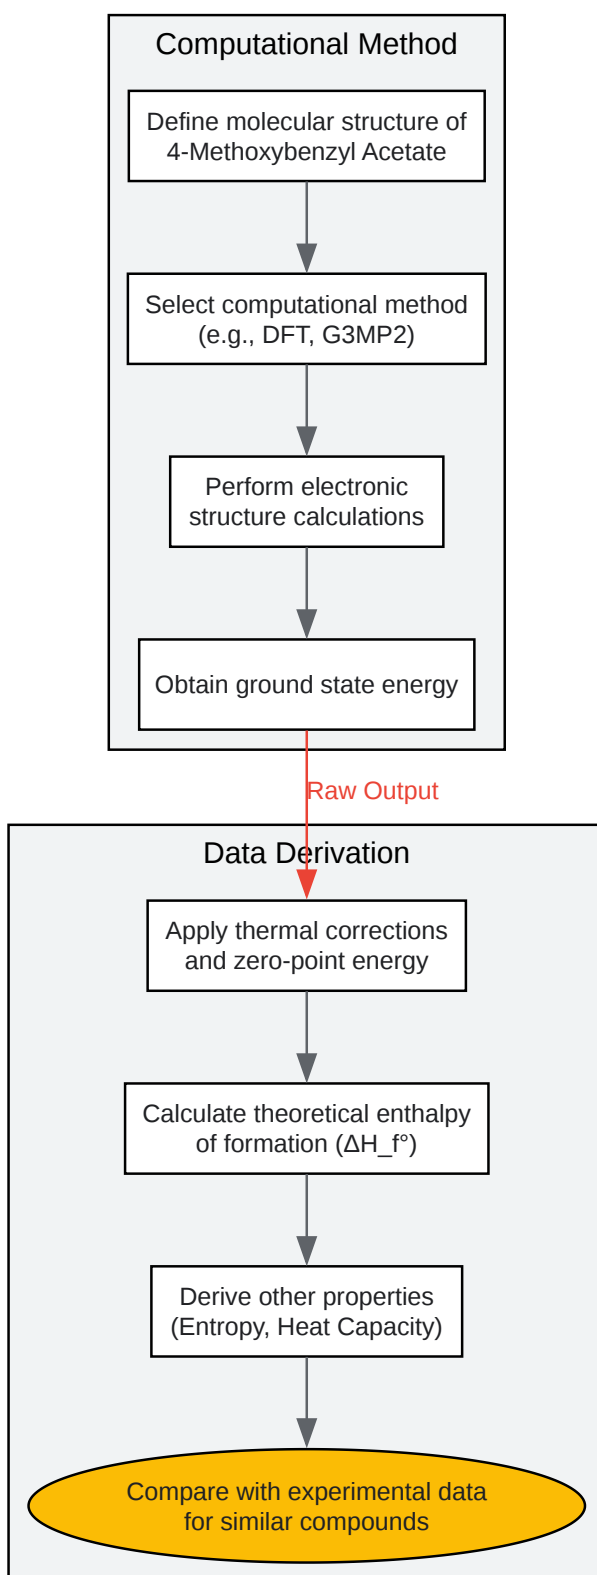 Computational Method
Define molecular structure of
4-Methoxybenzyl Acetate
Select computational method
(e.g., DFT, G3MP2)
Perform electronic
structure calculations
Obtain ground state energy
Raw Output
Data Derivation
Apply thermal corrections
and zero-point energy
Calculate theoretical enthalpy
of formation (ΔH_f°)
Derive other properties
(Entropy, Heat Capacity)
Compare with experimental data
for similar compounds